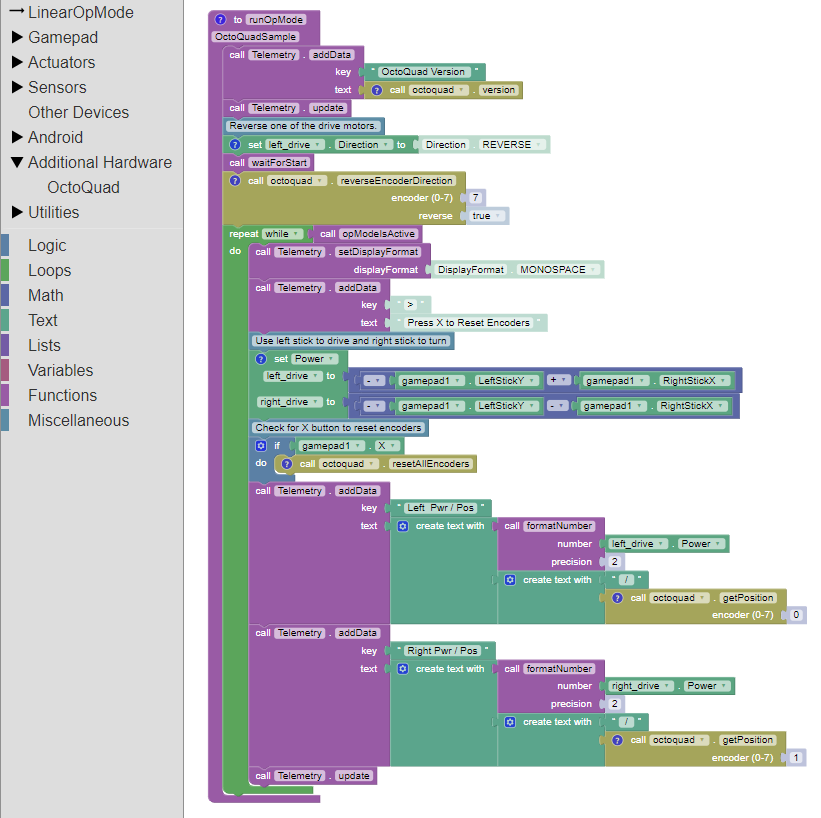 LinearOpMode
Gamepad
Actuators
Sensors
Other Devices
Android
Additional Hardware
OctoQuad
Utilities
Logic
Loops
Math
Text
Lists
Variables
Functions
Miscellaneous
? to runOpMode
OctoQuadSample
call Telemetry . addData
key " OctoQuad Version "
text ? call octoquad . version
call Telemetry . update
Reverse one of the drive motors.
? set left_drive . Direction to Direction . REVERSE
call waitForStart
? call octoquad . reverseEncoderDirection
encoder (0-7) 7
reverse true
repeat while call opModeIsActive
do call Telemetry . setDisplayFormat
displayFormat DisplayFormat . MONOSPACE
call Telemetry . addData
key " > "
text " Press X to Reset Encoders "
Use left stick to drive and right stick to turn
? set Power
left_drive to - gamepad1 . LeftStickY + gamepad1 . RightStickX
right_drive to - gamepad1 . LeftStickY - gamepad1 . RightStickX
Check for X button to reset encoders
if gamepad1 . X
do ? call octoquad . resetAllEncoders
call Telemetry . addData
key " Left Pwr / Pos "
text create text with call formatNumber
number left_drive . Power
precision 2
create text with " / "
? call octoquad . getPosition
encoder (0-7) 0
call Telemetry . addData
key " Right Pwr / Pos "
text create text with call formatNumber
number right_drive . Power
precision 2
create text with " / "
? call octoquad . getPosition
encoder (0-7) 1
call Telemetry . update